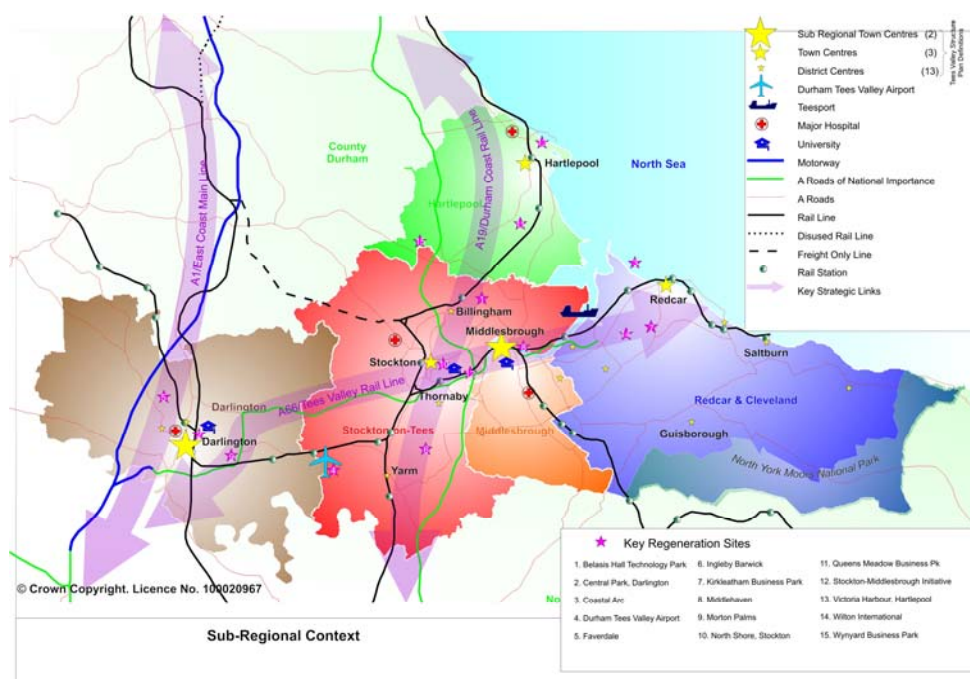 Sub Regional Town Centres (2)
Town Centres (3)
District Centres (13)
Tees Valley Structure
Plan Definitions
Durham Tees Valley Airport
Teesport
Major Hospital
University
Motorway
A Roads of National Importance
A Roads
Rail Line
Disused Rail Line
Freight Only Line
Rail Station
Key Strategic Links
County
Durham
North Sea
Hartlepool
Hartlepool
A1/East Coast Main Line
A19/Durham Coast Rail Line
Billingham
Middlesbrough
Redcar
Stockton
Saltburn
A66/Tees Valley Rail Line
Thornaby
Darlington
Darlington
Stockton-on-Tees
Middlesbrough
Redcar & Cleveland
Guisborough
Yarm
North York Moors National Park
© Crown Copyright. Licence No. 100020967
Sub-Regional Context
Key Regeneration Sites
1. Belasis Hall Technology Park
2. Central Park, Darlington
3. Coastal Arc
4. Durham Tees Valley Airport
5. Faverdale
6. Ingleby Barwick
7. Kirkleatham Business Park
8. Middlehaven
9. Morton Palms
10. North Shore, Stockton
11. Queens Meadow Business Pk
12. Stockton-Middlesbrough Initiative
13. Victoria Harbour, Hartlepool
14. Wilton International
15. Wynyard Business Park